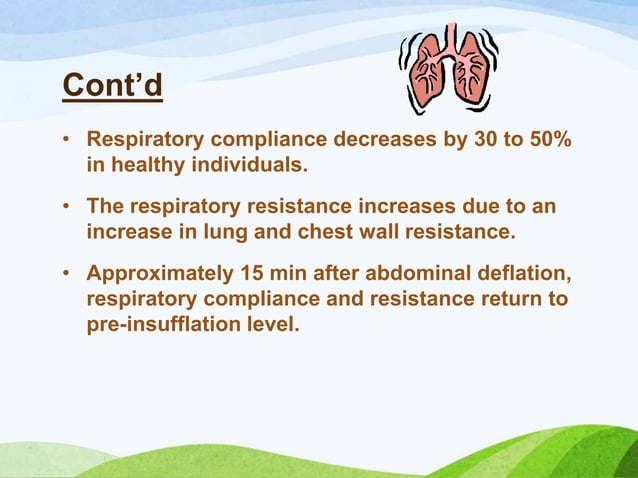 Cont’d
• Respiratory compliance decreases by 30 to 50%
in healthy individuals.
• The respiratory resistance increases due to an
increase in lung and chest wall resistance.
• Approximately 15 min after abdominal deflation,
respiratory compliance and resistance return to
pre-insufflation level.